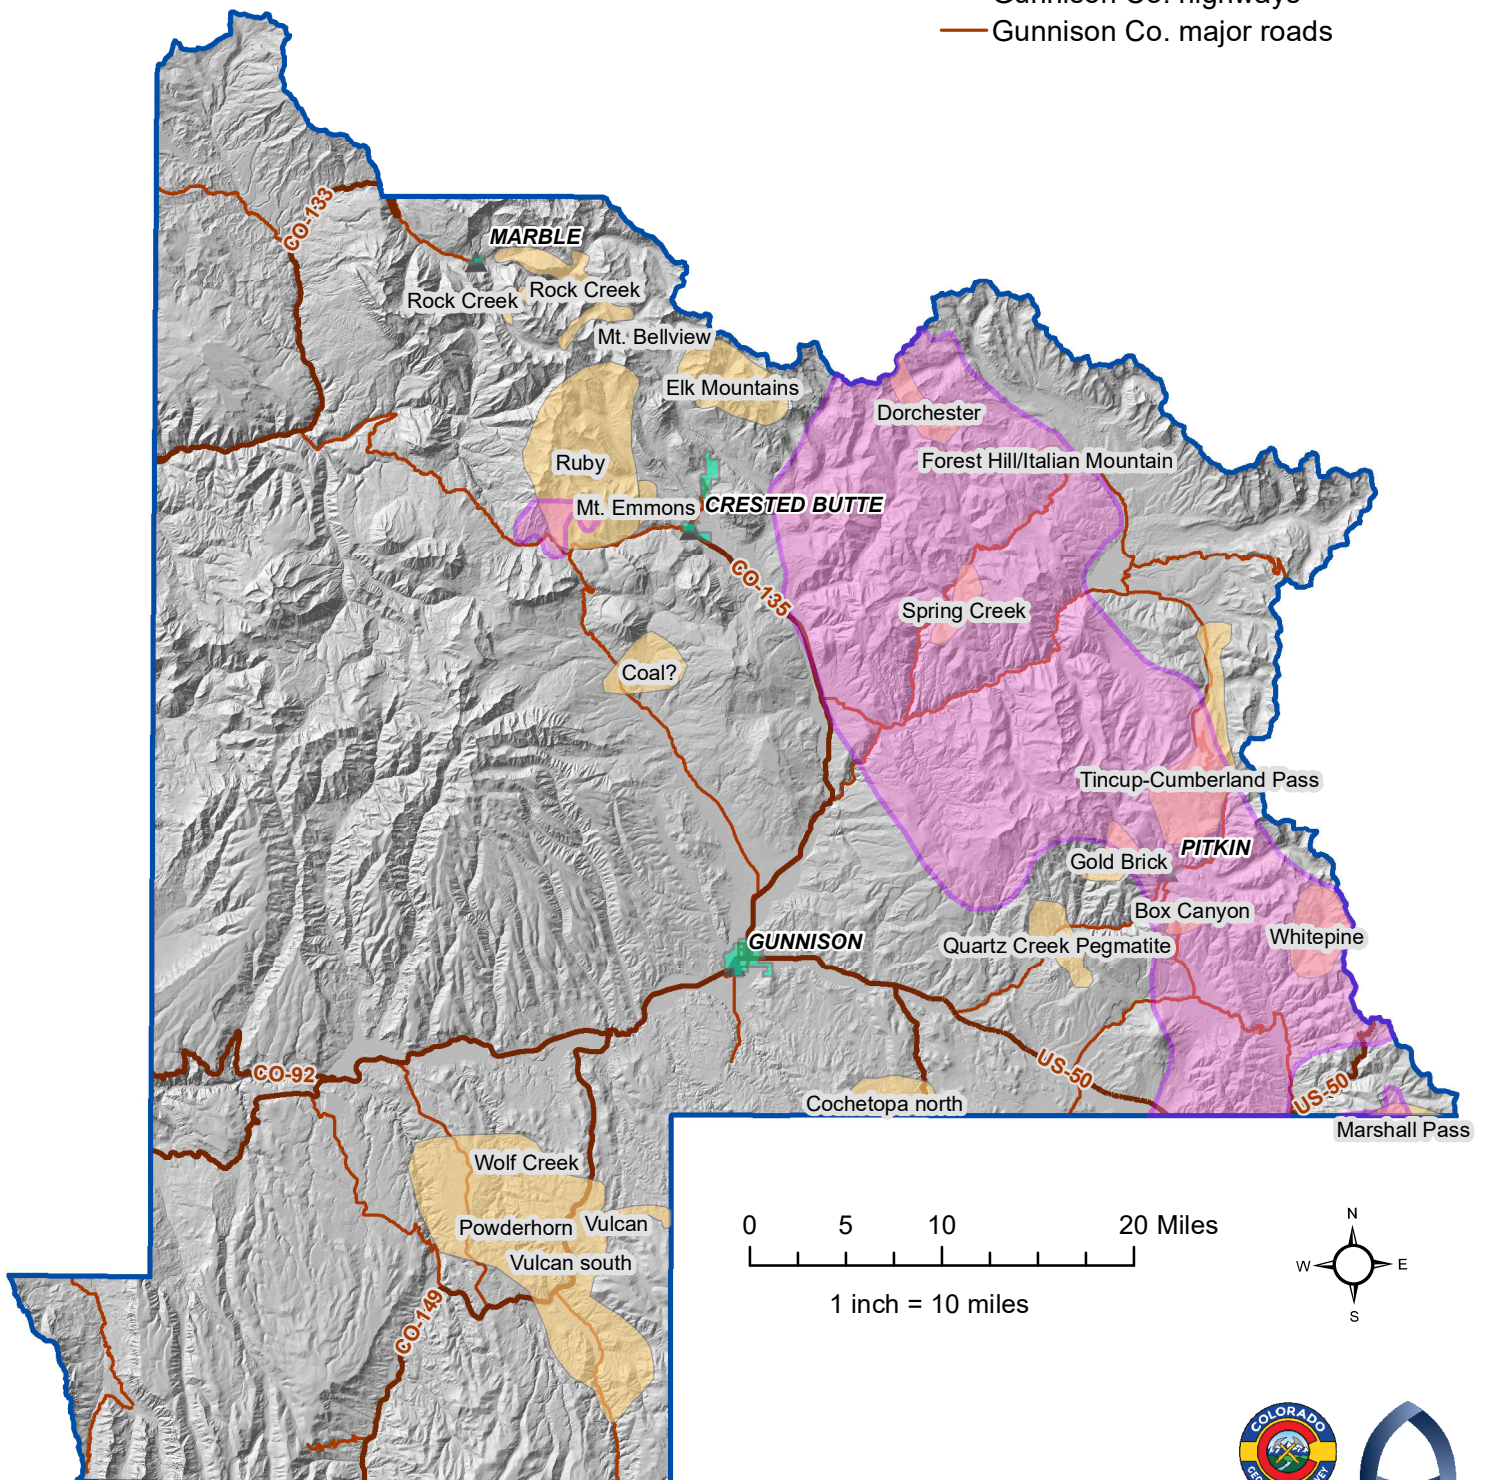 Gunnison Co. highways
Gunnison Co. major roads
CO-133
MARBLE
Rock Creek
Rock Creek
Mt. Bellview
Elk Mountains
Dorchester
Ruby
Forest Hill/Italian Mountain
Mt. Emmons
CRESTED BUTTE
CO-135
Spring Creek
Coal?
Tincup-Cumberland Pass
PITKIN
Gold Brick
Box Canyon
Whitepine
Quartz Creek Pegmatite
GUNNISON
CO-92
US-50
US-50
Cochetopa north
Marshall Pass
Wolf Creek
Powderhorn
Vulcan
Vulcan south
CO-149
0 5 10 20 Miles
1 inch = 10 miles
N
W E
S
COLORADO